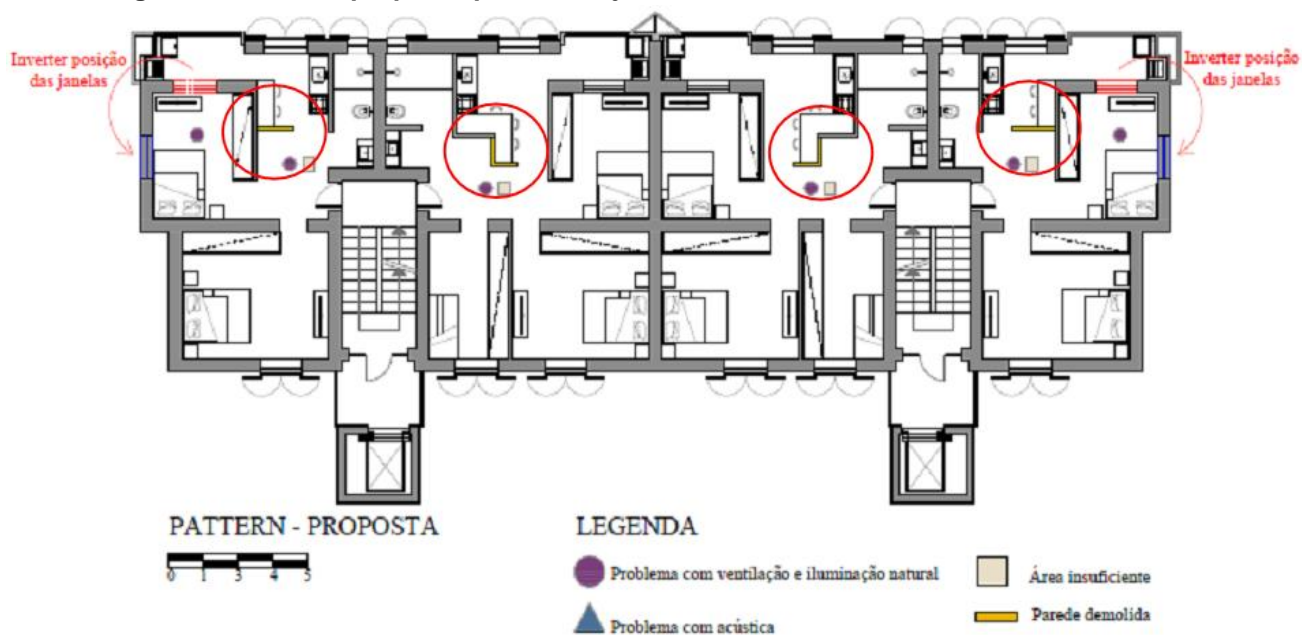 Inverter posição
das janelas
Inverter posição
das janelas
PATTERN - PROPOSTA
0 1 3 4 5
LEGENDA
Problema com ventilação e iluminação natural
Área insuficiente
Problema com acústica
Parede demolida